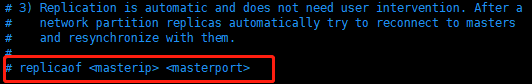 # 3) Replication is automatic and does not need user intervention. After a
#    network partition replicas automatically try to reconnect to masters
#    and resynchronize with them.
#
# replicaof <masterip> <masterport>